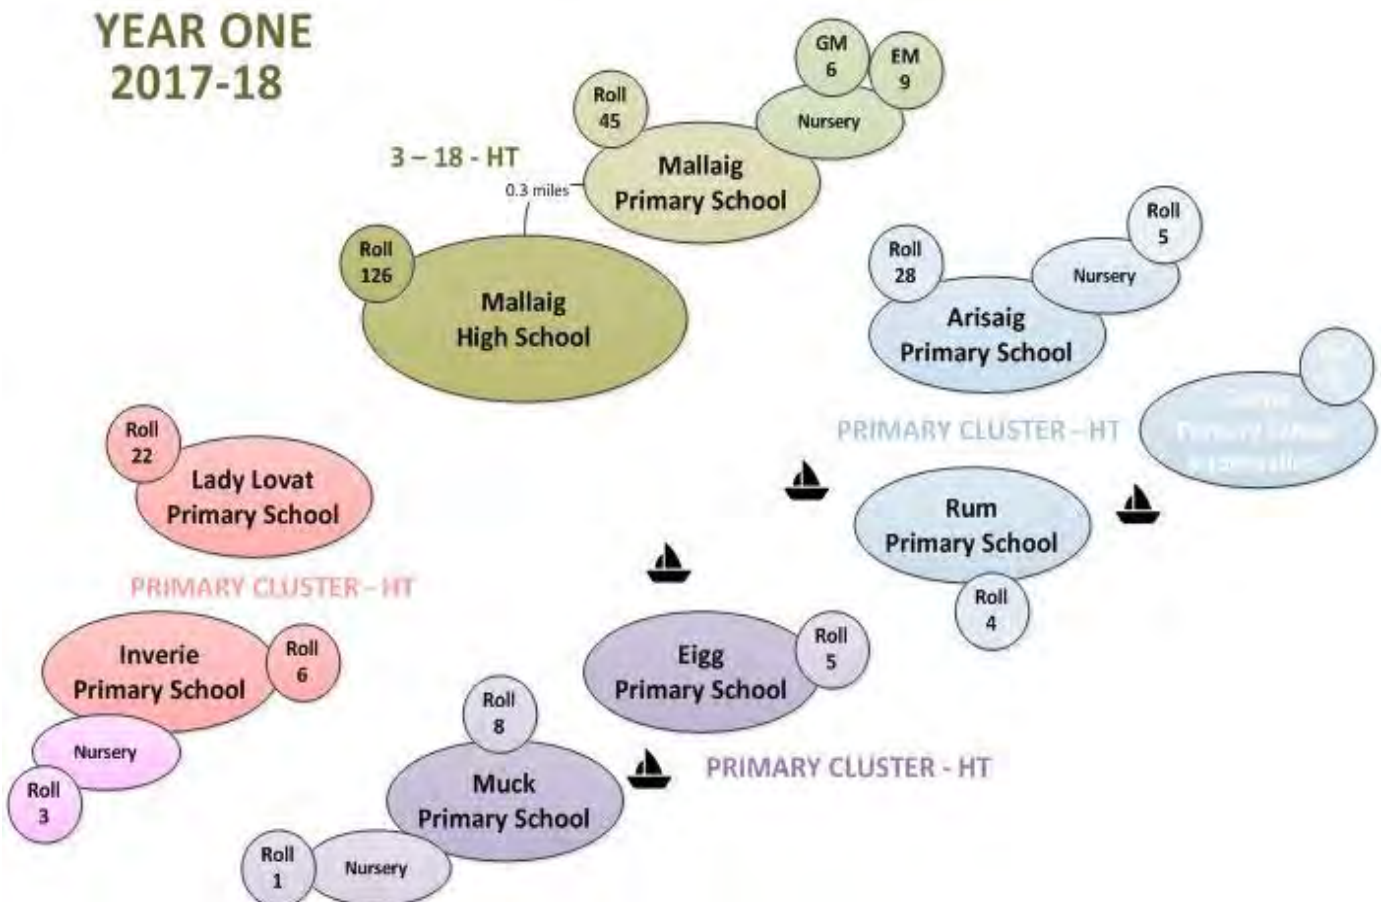 YEAR ONE
2017-18
GM
6
EM
9
Nursery
Roll
45
Mallaig
Primary School
3 – 18 - HT
0.3 miles
Roll
126
Mallaig
High School
Roll
5
Nursery
Roll
28
Arisaig
Primary School
PRIMARY CLUSTER – HT
Primary School
Rum
Primary School
Roll
4
Roll
22
Lady Lovat
Primary School
PRIMARY CLUSTER – HT
Inverie
Primary School
Roll
6
Nursery
Roll
3
Eigg
Primary School
Roll
5
PRIMARY CLUSTER - HT
Roll
8
Muck
Primary School
Nursery
Roll
1